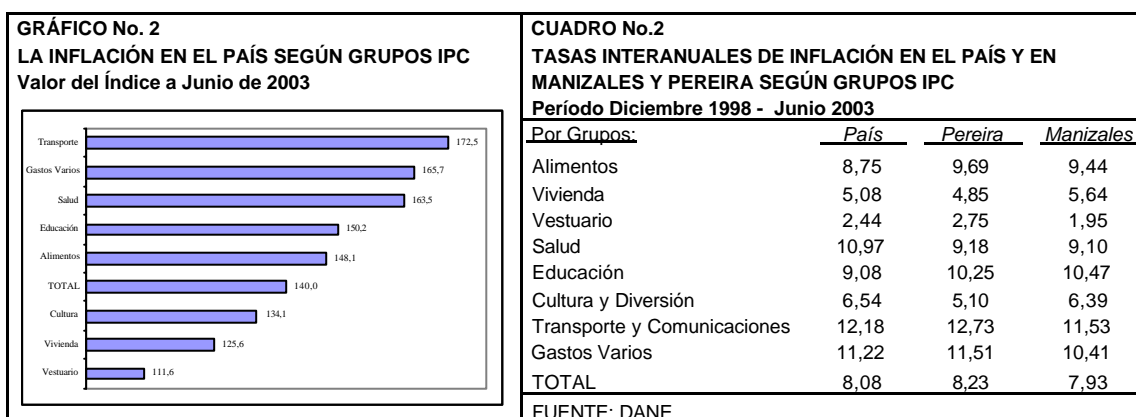 GRÁFICO No. 2
LA INFLACIÓN EN EL PAÍS SEGÚN GRUPOS IPC
Valor del Índice a Junio de 2003
Transporte 172,5
Gastos Varios 165,7
Salud 163,5
Educación 150,2
Alimentos 148,1
TOTAL 140,0
Cultura 134,1
Vivienda 125,6
Vestuario 111,6
CUADRO No.2
TASAS INTERANUALES DE INFLACIÓN EN EL PAÍS Y EN
MANIZALES Y PEREIRA SEGÚN GRUPOS IPC
Período Diciembre 1998 - Junio 2003
Por Grupos: País Pereira Manizales
Alimentos 8,75 9,69 9,44
Vivienda 5,08 4,85 5,64
Vestuario 2,44 2,75 1,95
Salud 10,97 9,18 9,10
Educación 9,08 10,25 10,47
Cultura y Diversión 6,54 5,10 6,39
Transporte y Comunicaciones 12,18 12,73 11,53
Gastos Varios 11,22 11,51 10,41
TOTAL 8,08 8,23 7,93
FUENTE: DANE